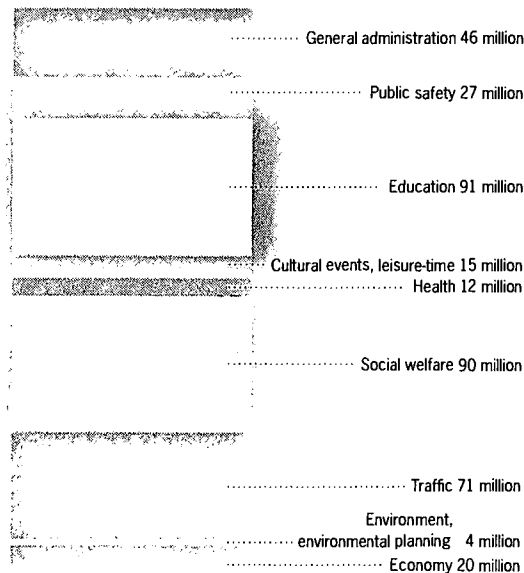 General administration 46 million
Public safety 27 million
Education 91 million
Cultural events, leisure-time 15 million
Health 12 million
Social welfare 90 million
Traffic 71 million
Environment,
environmental planning 4 million
Economy 20 million